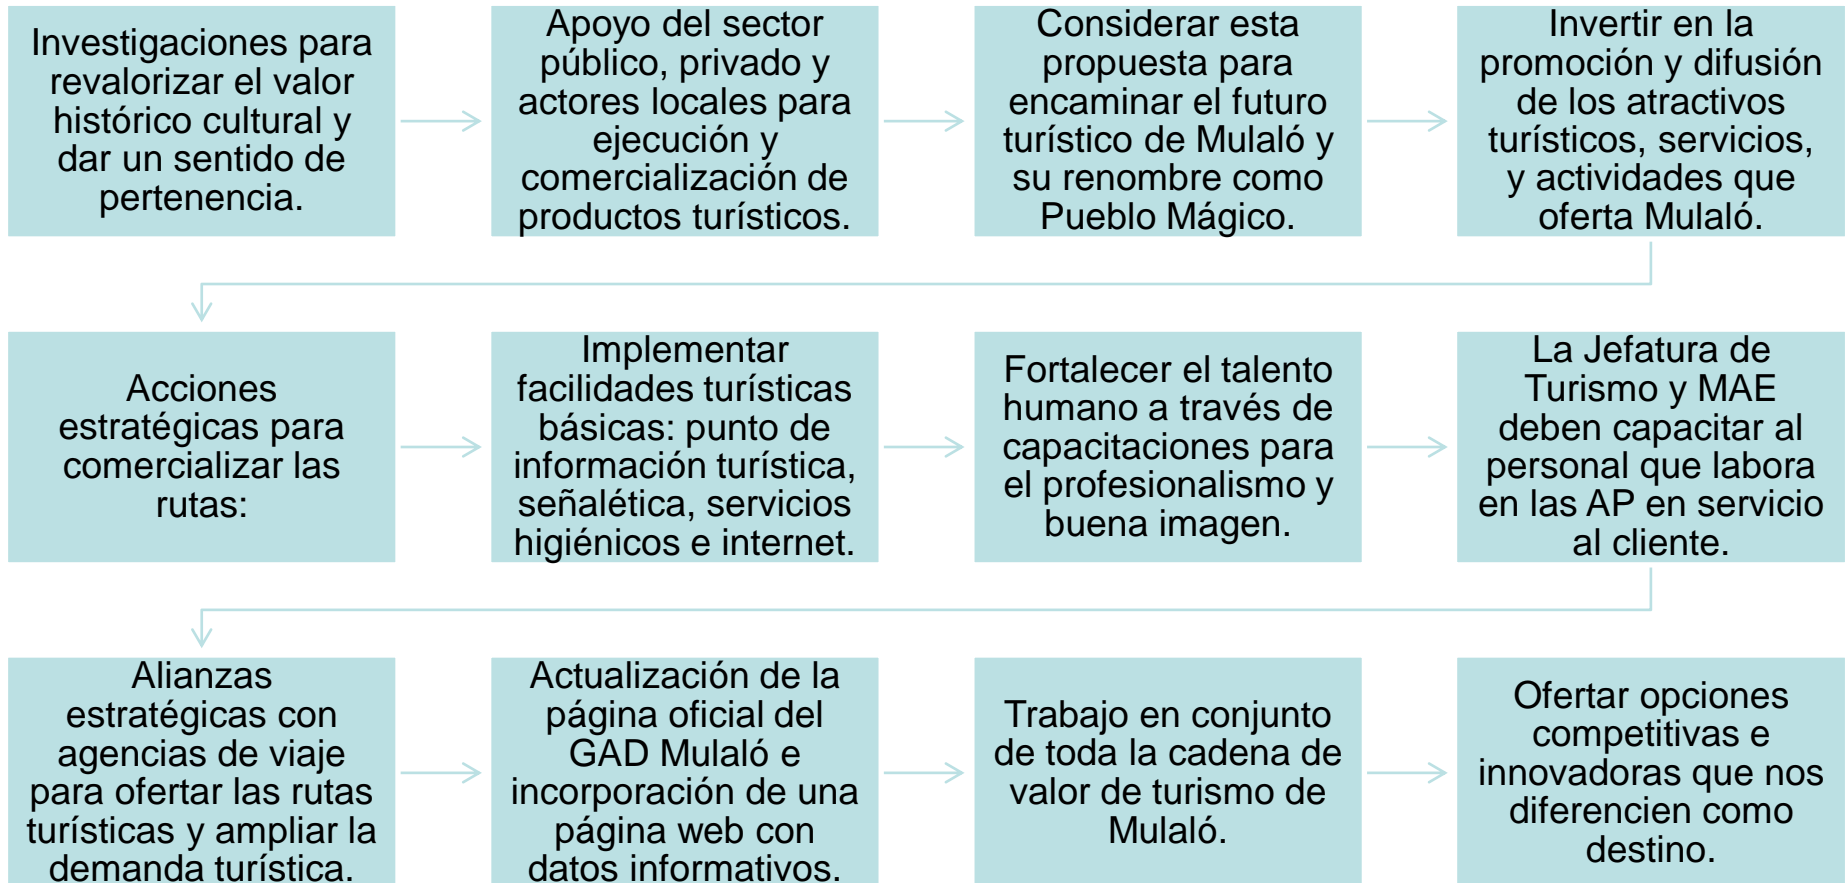 Investigaciones para
revalorizar el valor
histórico cultural y
dar un sentido de
pertenencia.
Apoyo del sector
público, privado y
actores locales para
ejecución y
comercialización de
productos turísticos.
Considerar esta
propuesta para
encaminar el futuro
turístico de Mulaló y
su renombre como
Pueblo Mágico.
Invertir en la
promoción y difusión
de los atractivos
turísticos, servicios,
y actividades que
oferta Mulaló.
Acciones
estratégicas para
comercializar las
rutas:
Implementar
facilidades turísticas
básicas: punto de
información turística,
señalética, servicios
higiénicos e internet.
Fortalecer el talento
humano a través de
capacitaciones para
el profesionalismo y
buena imagen.
La Jefatura de
Turismo y MAE
deben capacitar al
personal que labora
en las AP en servicio
al cliente.
Alianzas
estratégicas con
agencias de viaje
para ofertar las rutas
turísticas y ampliar la
demanda turística.
Actualización de la
página oficial del
GAD Mulaló e
incorporación de una
página web con
datos informativos.
Trabajo en conjunto
de toda la cadena de
valor de turismo de
Mulaló.
Ofertar opciones
competitivas e
innovadoras que nos
diferencien como
destino.